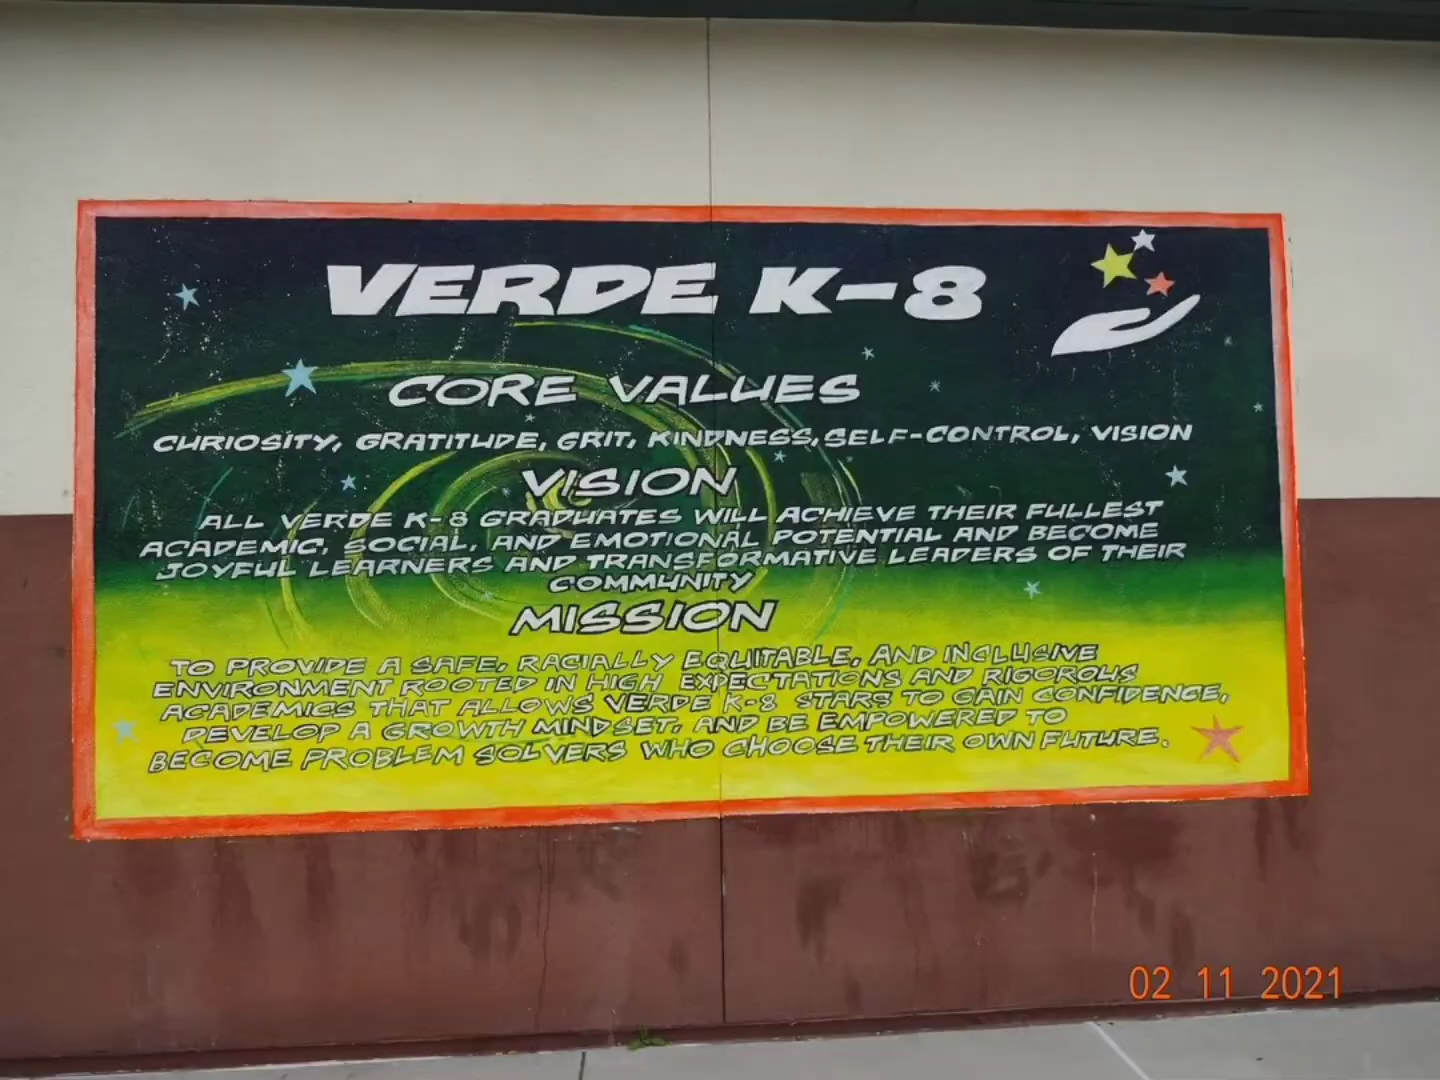 VERDE K-8
CORE VALUES
CURIOSITY, GRATITUDE, GRIT, KINDNESS, SELF-CONTROL, VISION
VISION
ALL VERDE K-8 GRADUATES WILL ACHIEVE THEIR FULLEST
ACADEMIC, SOCIAL, AND EMOTIONAL POTENTIAL AND BECOME
JOYFUL LEARNERS AND TRANSFORMATIVE LEADERS OF THEIR
COMMUNITY
MISSION
TO PROVIDE A SAFE, RACIALLY EQUITABLE, AND INCLUSIVE
ENVIRONMENT ROOTED IN HIGH EXPECTATIONS AND RIGOROUS
ACADEMICS THAT ALLOWS VERDE K-8 STARS TO GAIN CONFIDENCE,
DEVELOP A GROWTH MINDSET, AND BE EMPOWERED TO
BECOME PROBLEM SOLVERS WHO CHOOSE THEIR OWN FUTURE.
02 11 2021